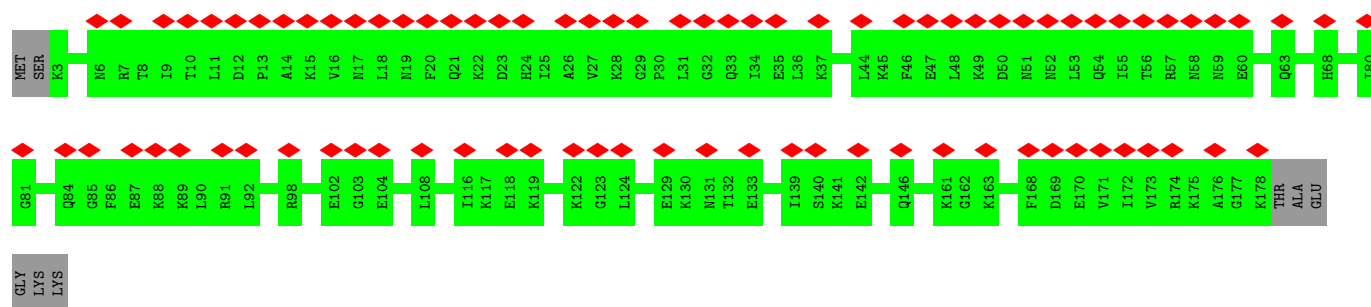 MET SER K3 N6 R7 T8 I9 T10 L11 D12 P13 A14 K15 V16 N17 L18 N19 F20 Q21 K22 D23 H24 I25 A26 V27 K28 G29 P30 L31 G32 Q33 I34 E35 L36 K37 L44 K45 F46 E47 L48 K49 D50 N51 N52 L53 Q54 I55 T56 R57 N58 N59 E60 Q63 H68 I80
G81 Q84 G85 F86 E87 K88 K89 L90 R91 L92 R98 E102 G103 E104 L108 I116 K117 E118 K119 K122 G123 L124 E129 K130 N131 T132 E133 I139 S140 K141 E142 Q146 K161 G162 K163 F168 D169 E170 V171 I172 V173 R174 K175 A176 G177 K178 THR ALA GLU
GLY LYS LYS